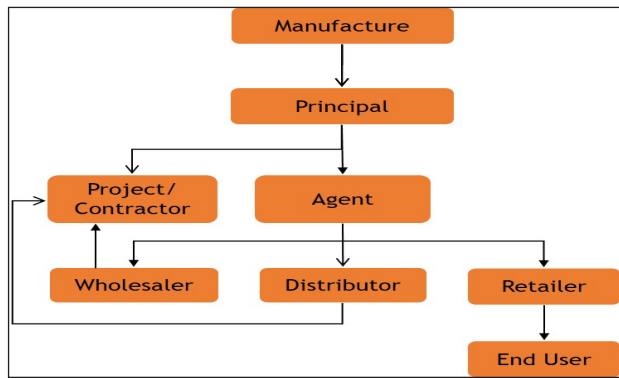 Manufacture
Principal
Project/
Contractor
Agent
Wholesaler
Distributor
Retailer
End User